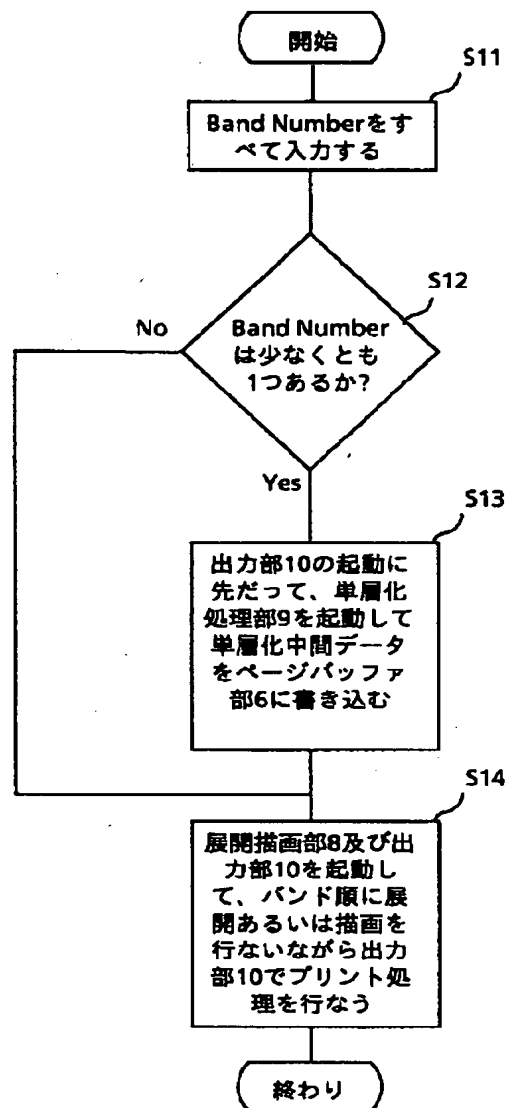 開始
S11
Band Numberをす
べて入力する
S12
No
Band Number
は少なくとも
1つあるか?
Yes
S13
出力部10の起動に
先だって、単層化
処理部9を起動して
単層化中間データ
をページバッファ
部6に書き込む
S14
展開描画部8及び出
力部10を起動し
て、バンド順に展
開あるいは描画を
行ないながら出力
部10でプリント処
理を行なう
終わり